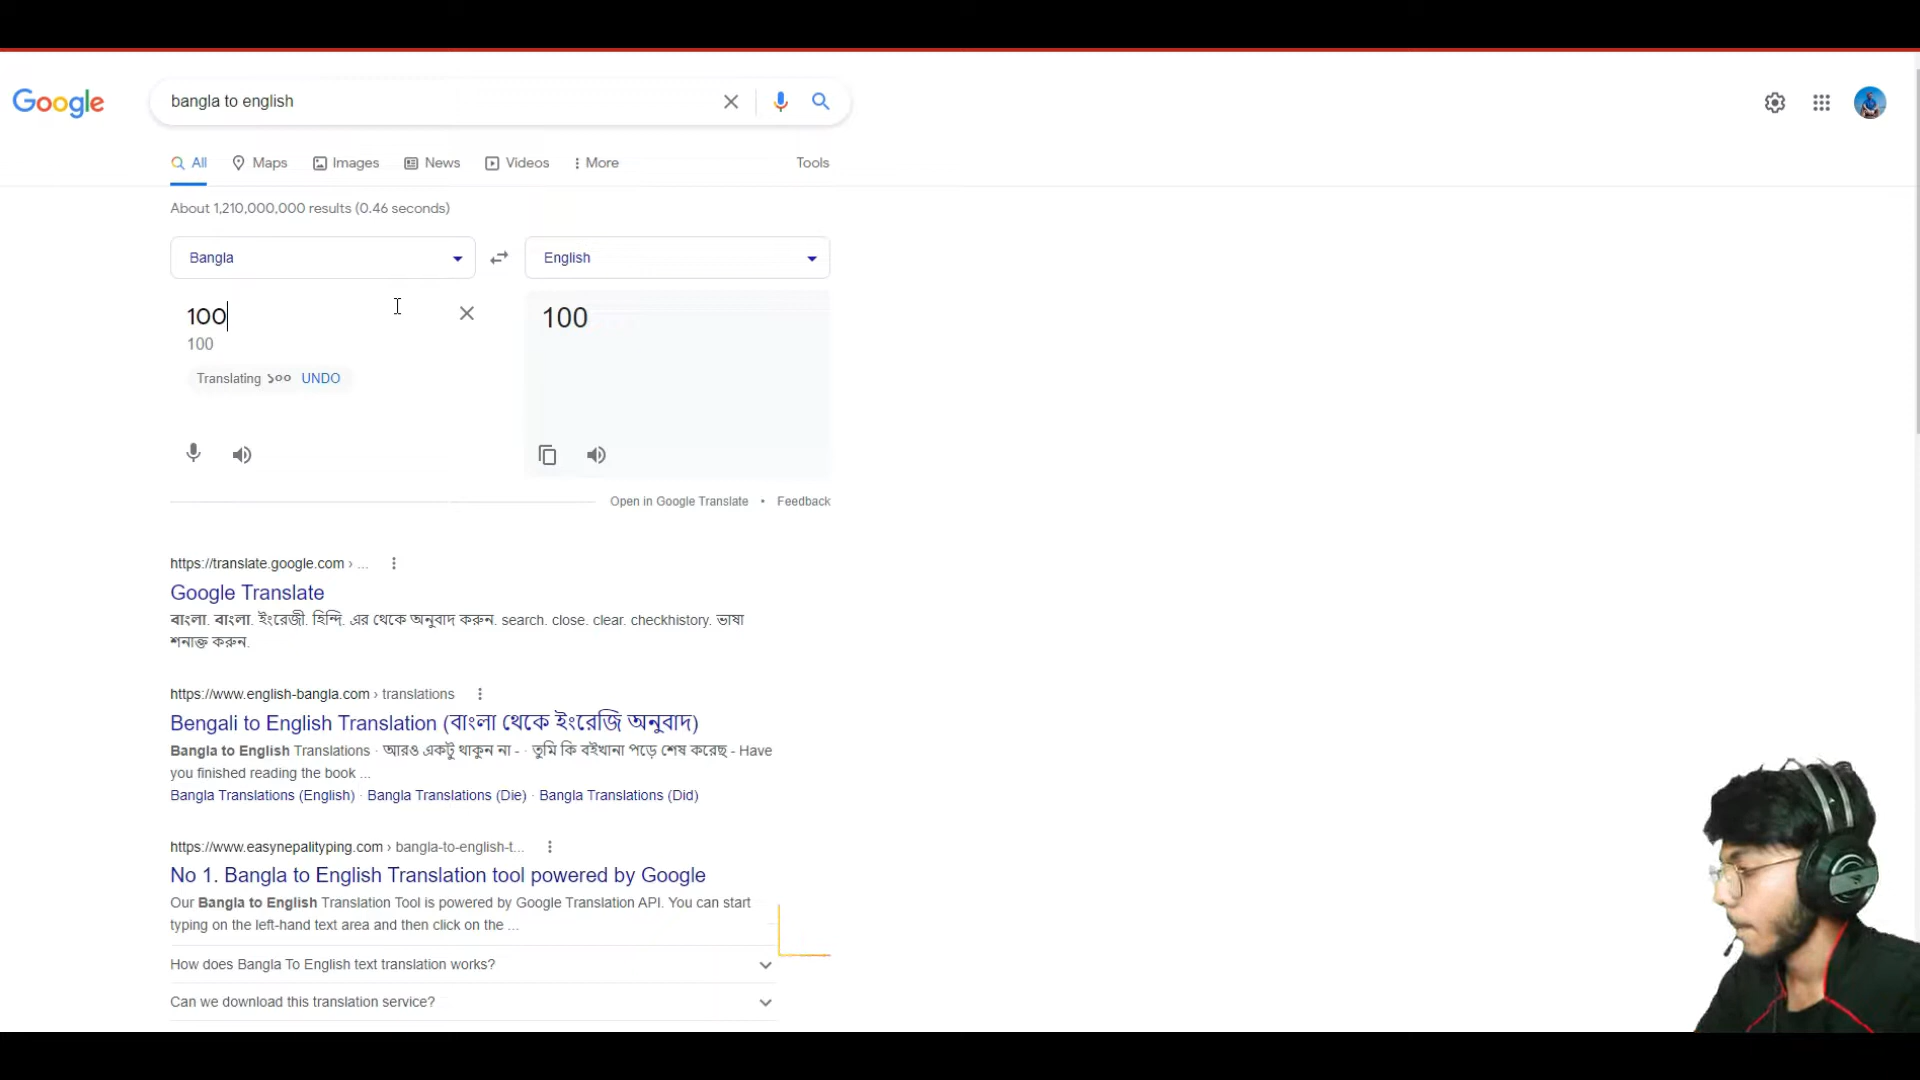 Google
bangla to english
All Maps Images News Videos More Tools
About 1,210,000,000 results (0.46 seconds)
Bangla English
100 100
100
Translating ১০০ UNDO
Open in Google Translate • Feedback
https://translate.google.com › ...
Google Translate
বাংলা. বাংলা. ইংরেজী. হিন্দি. এর থেকে অনুবাদ করুন. search. close. clear. checkhistory. ভাষা
শনাক্ত করুন.
https://www.english-bangla.com › translations
Bengali to English Translation (বাংলা থেকে ইংরেজি অনুবাদ)
Bangla to English Translations · আরও একটু থাকুন না - · তুমি কি বইখানা পড়ে শেষ করেছ - Have
you finished reading the book ...
Bangla Translations (English) · Bangla Translations (Die) · Bangla Translations (Did)
https://www.easynepalityping.com › bangla-to-english-t...
No 1. Bangla to English Translation tool powered by Google
Our Bangla to English Translation Tool is powered by Google Translation API. You can start
typing on the left-hand text area and then click on the ...
How does Bangla To English text translation works?
Can we download this translation service?